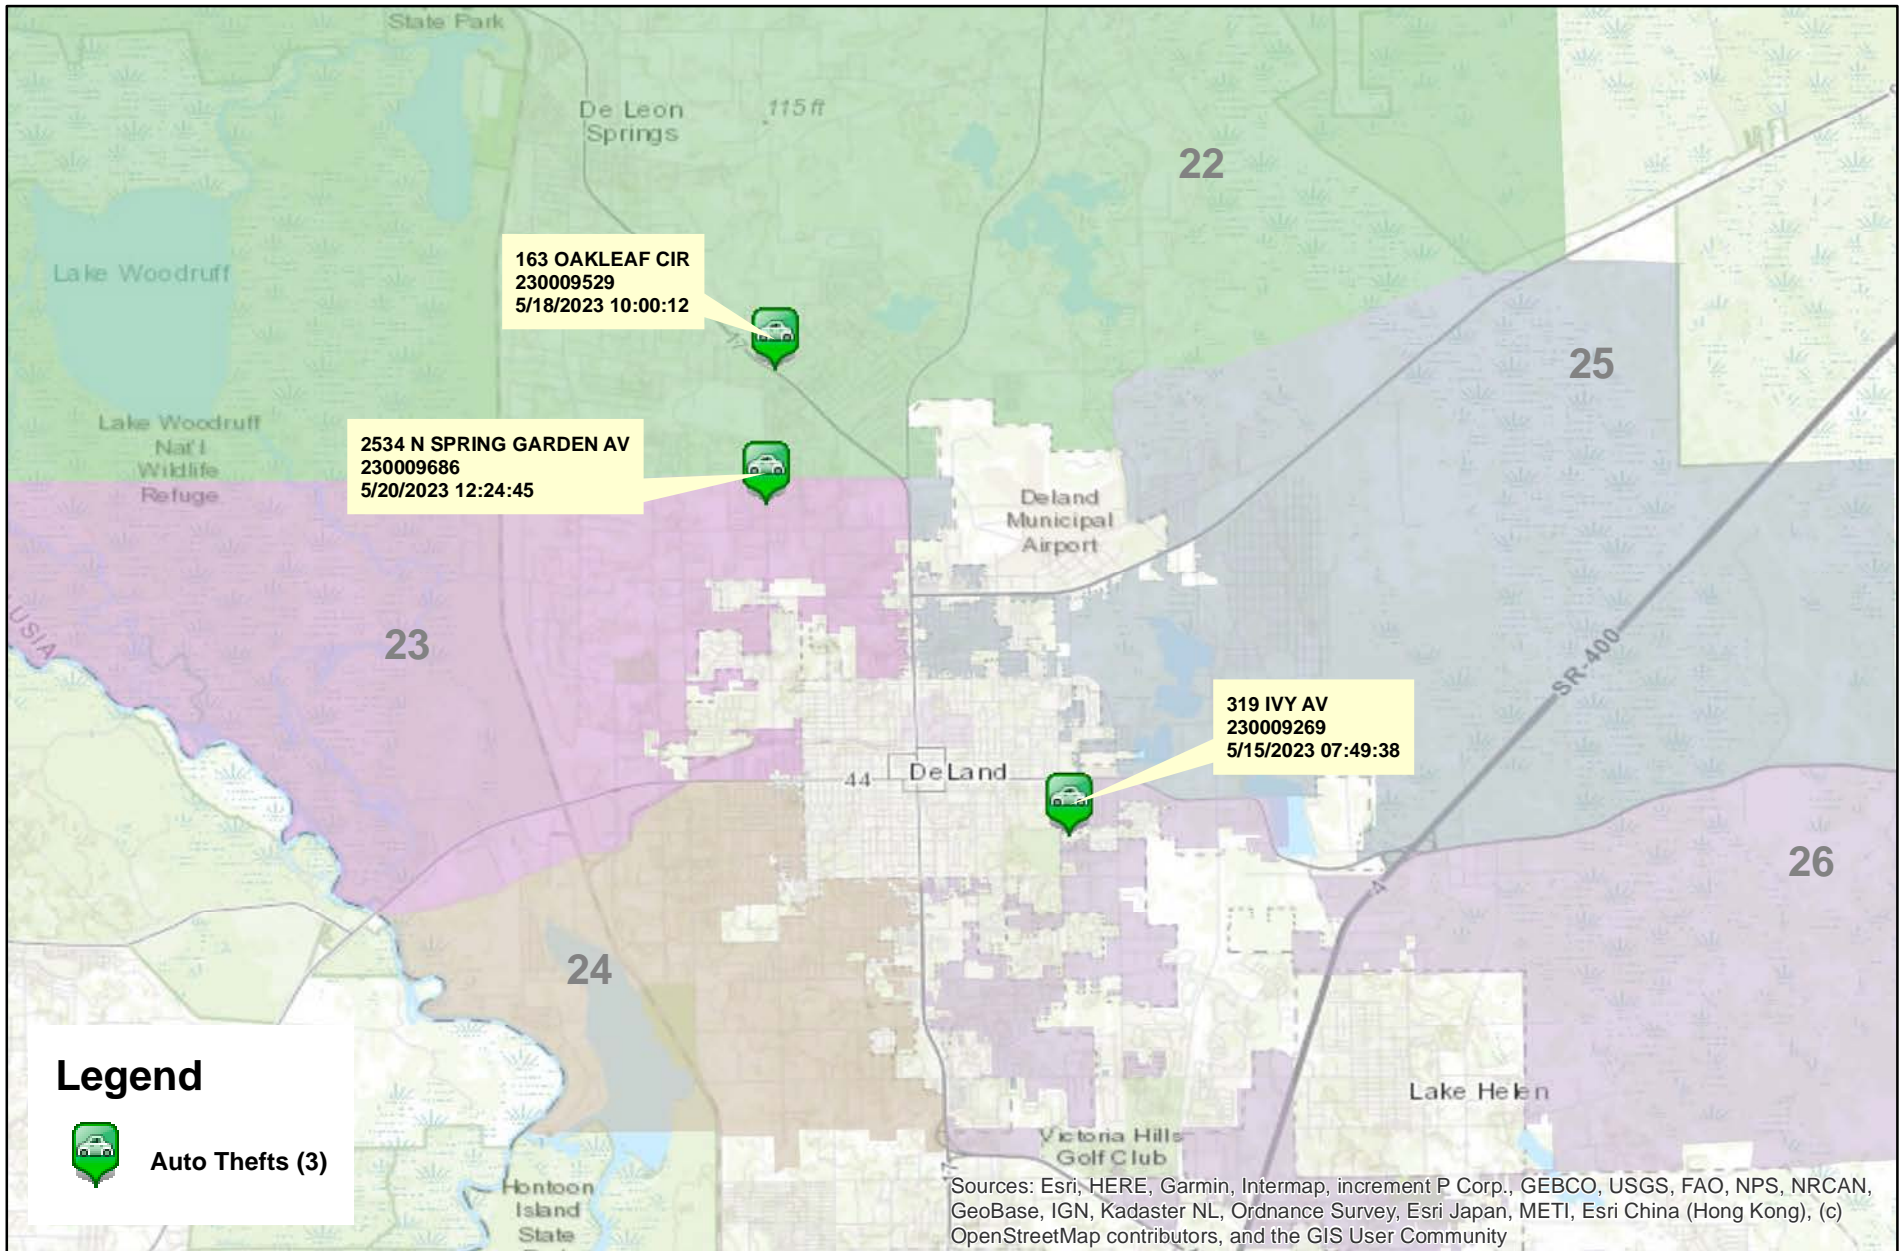 State Park
De Leon
Springs
115 ft
22
163 OAKLEAF CIR
230009529
5/18/2023 10:00:12
Lake Woodruff
17
25
Lake Woodruff
Nat'l
Wildlife
Refuge
2534 N SPRING GARDEN AV
230009686
5/20/2023 12:24:45
Deland
Municipal
Airport
USIA
23
SR-400
319 IVY AV
230009269
5/15/2023 07:49:38
44
DeLand
26
4
24
Legend
Auto Thefts (3)
Lake Helen
Victoria Hills
Golf Club
17
Hontoon
Island
State
Sources: Esri, HERE, Garmin, Intermap, increment P Corp., GEBCO, USGS, FAO, NPS, NRCAN,
GeoBase, IGN, Kadaster NL, Ordnance Survey, Esri Japan, METI, Esri China (Hong Kong), (c)
OpenStreetMap contributors, and the GIS User Community